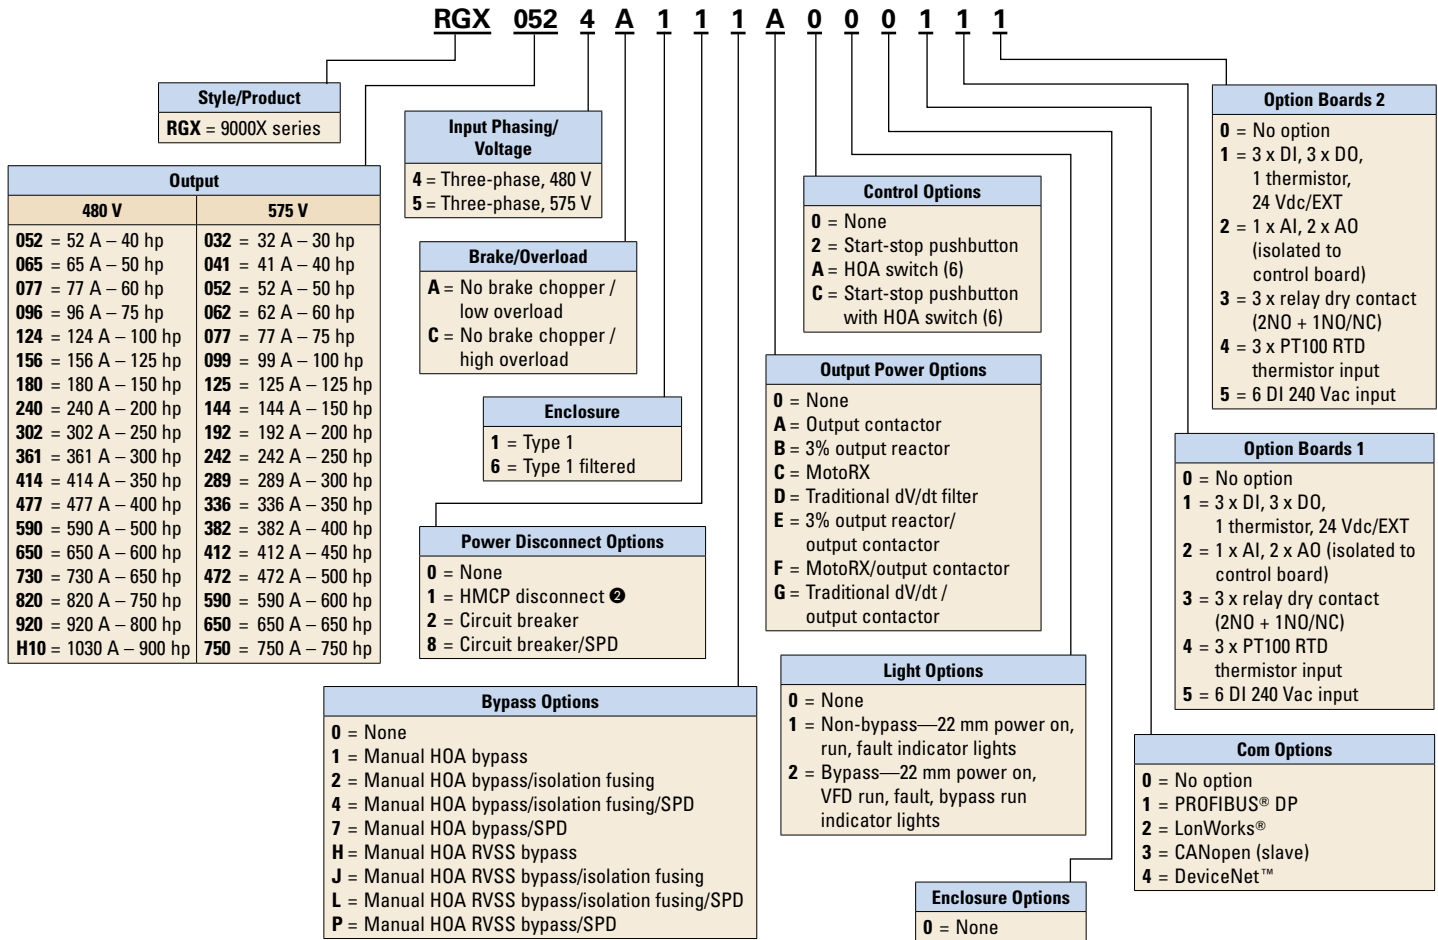 RGX 052 4 A 1 1 1 A 0 0 0 1 1 1
Style/Product
RGX = 9000X series
Output
480 V
575 V
052 = 52 A – 40 hp
032 = 32 A – 30 hp
065 = 65 A – 50 hp
041 = 41 A – 40 hp
077 = 77 A – 60 hp
052 = 52 A – 50 hp
096 = 96 A – 75 hp
062 = 62 A – 60 hp
124 = 124 A – 100 hp
077 = 77 A – 75 hp
156 = 156 A – 125 hp
099 = 99 A – 100 hp
180 = 180 A – 150 hp
125 = 125 A – 125 hp
240 = 240 A – 200 hp
144 = 144 A – 150 hp
302 = 302 A – 250 hp
192 = 192 A – 200 hp
361 = 361 A – 300 hp
242 = 242 A – 250 hp
414 = 414 A – 350 hp
289 = 289 A – 300 hp
477 = 477 A – 400 hp
336 = 336 A – 350 hp
590 = 590 A – 500 hp
382 = 382 A – 400 hp
650 = 650 A – 600 hp
412 = 412 A – 450 hp
730 = 730 A – 650 hp
472 = 472 A – 500 hp
820 = 820 A – 750 hp
590 = 590 A – 600 hp
920 = 920 A – 800 hp
650 = 650 A – 650 hp
H10 = 1030 A – 900 hp
750 = 750 A – 750 hp
Input Phasing/
Voltage
4 = Three-phase, 480 V
5 = Three-phase, 575 V
Brake/Overload
A = No brake chopper /
low overload
C = No brake chopper /
high overload
Enclosure
1 = Type 1
6 = Type 1 filtered
Power Disconnect Options
0 = None
1 = HMCP disconnect ❷
2 = Circuit breaker
8 = Circuit breaker/SPD
Bypass Options
0 = None
1 = Manual HOA bypass
2 = Manual HOA bypass/isolation fusing
4 = Manual HOA bypass/isolation fusing/SPD
7 = Manual HOA bypass/SPD
H = Manual HOA RVSS bypass
J = Manual HOA RVSS bypass/isolation fusing
L = Manual HOA RVSS bypass/isolation fusing/SPD
P = Manual HOA RVSS bypass/SPD
Control Options
0 = None
2 = Start-stop pushbutton
A = HOA switch (6)
C = Start-stop pushbutton
with HOA switch (6)
Output Power Options
0 = None
A = Output contactor
B = 3% output reactor
C = MotoRX
D = Traditional dV/dt filter
E = 3% output reactor/
output contactor
F = MotoRX/output contactor
G = Traditional dV/dt /
output contactor
Light Options
0 = None
1 = Non-bypass—22 mm power on,
run, fault indicator lights
2 = Bypass—22 mm power on,
VFD run, fault, bypass run
indicator lights
Enclosure Options
0 = None
Option Boards 2
0 = No option
1 = 3 x DI, 3 x DO,
1 thermistor,
24 Vdc/EXT
2 = 1 x AI, 2 x AO
(isolated to
control board)
3 = 3 x relay dry contact
(2NO + 1NO/NC)
4 = 3 x PT100 RTD
thermistor input
5 = 6 DI 240 Vac input
Option Boards 1
0 = No option
1 = 3 x DI, 3 x DO,
1 thermistor, 24 Vdc/EXT
2 = 1 x AI, 2 x AO (isolated to
control board)
3 = 3 x relay dry contact
(2NO + 1NO/NC)
4 = 3 x PT100 RTD
thermistor input
5 = 6 DI 240 Vac input
Com Options
0 = No option
1 = PROFIBUS® DP
2 = LonWorks®
3 = CANopen (slave)
4 = DeviceNet™